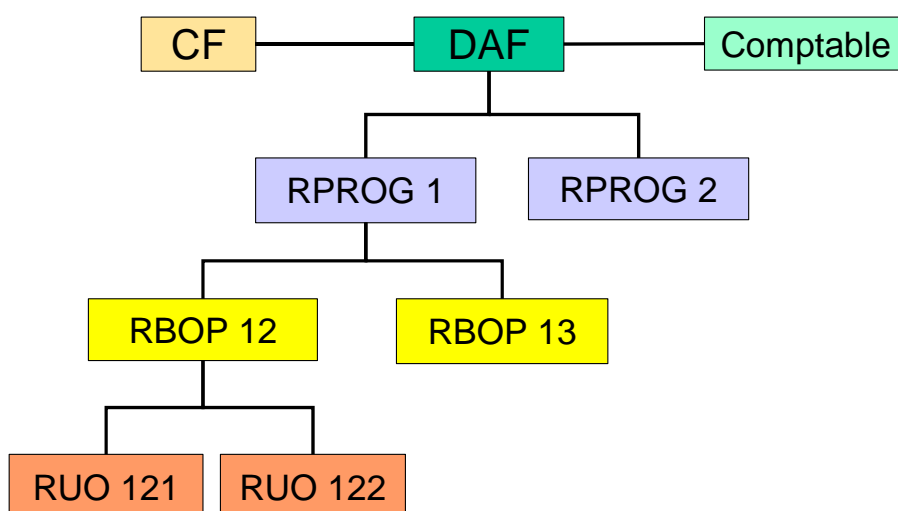 CF
DAF
Comptable
RPROG 1
RPROG 2
RBOP 12
RBOP 13
RUO 121
RUO 122